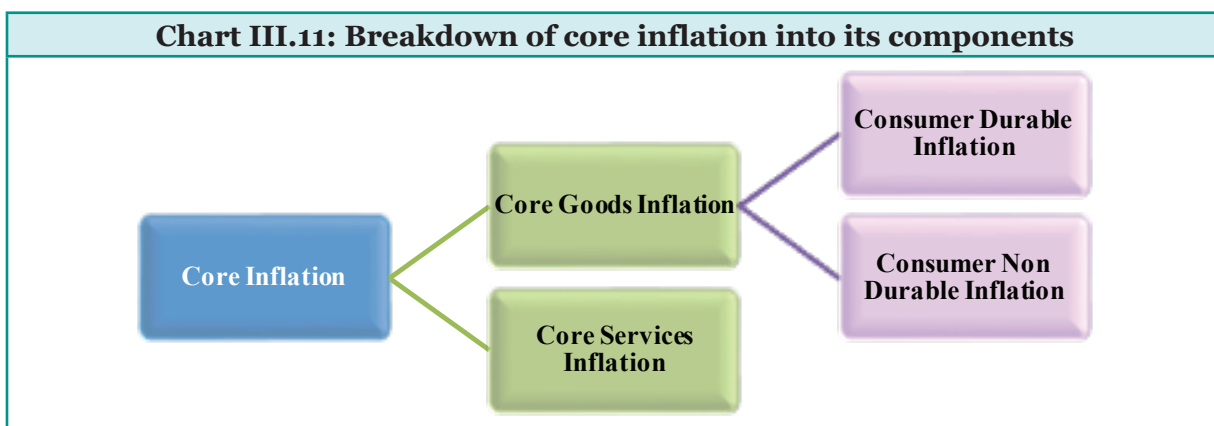 Chart III.11: Breakdown of core inflation into its components
Core Inflation
Core Goods Inflation
Core Services
Inflation
Consumer Durable
Inflation
Consumer Non
Durable Inflation